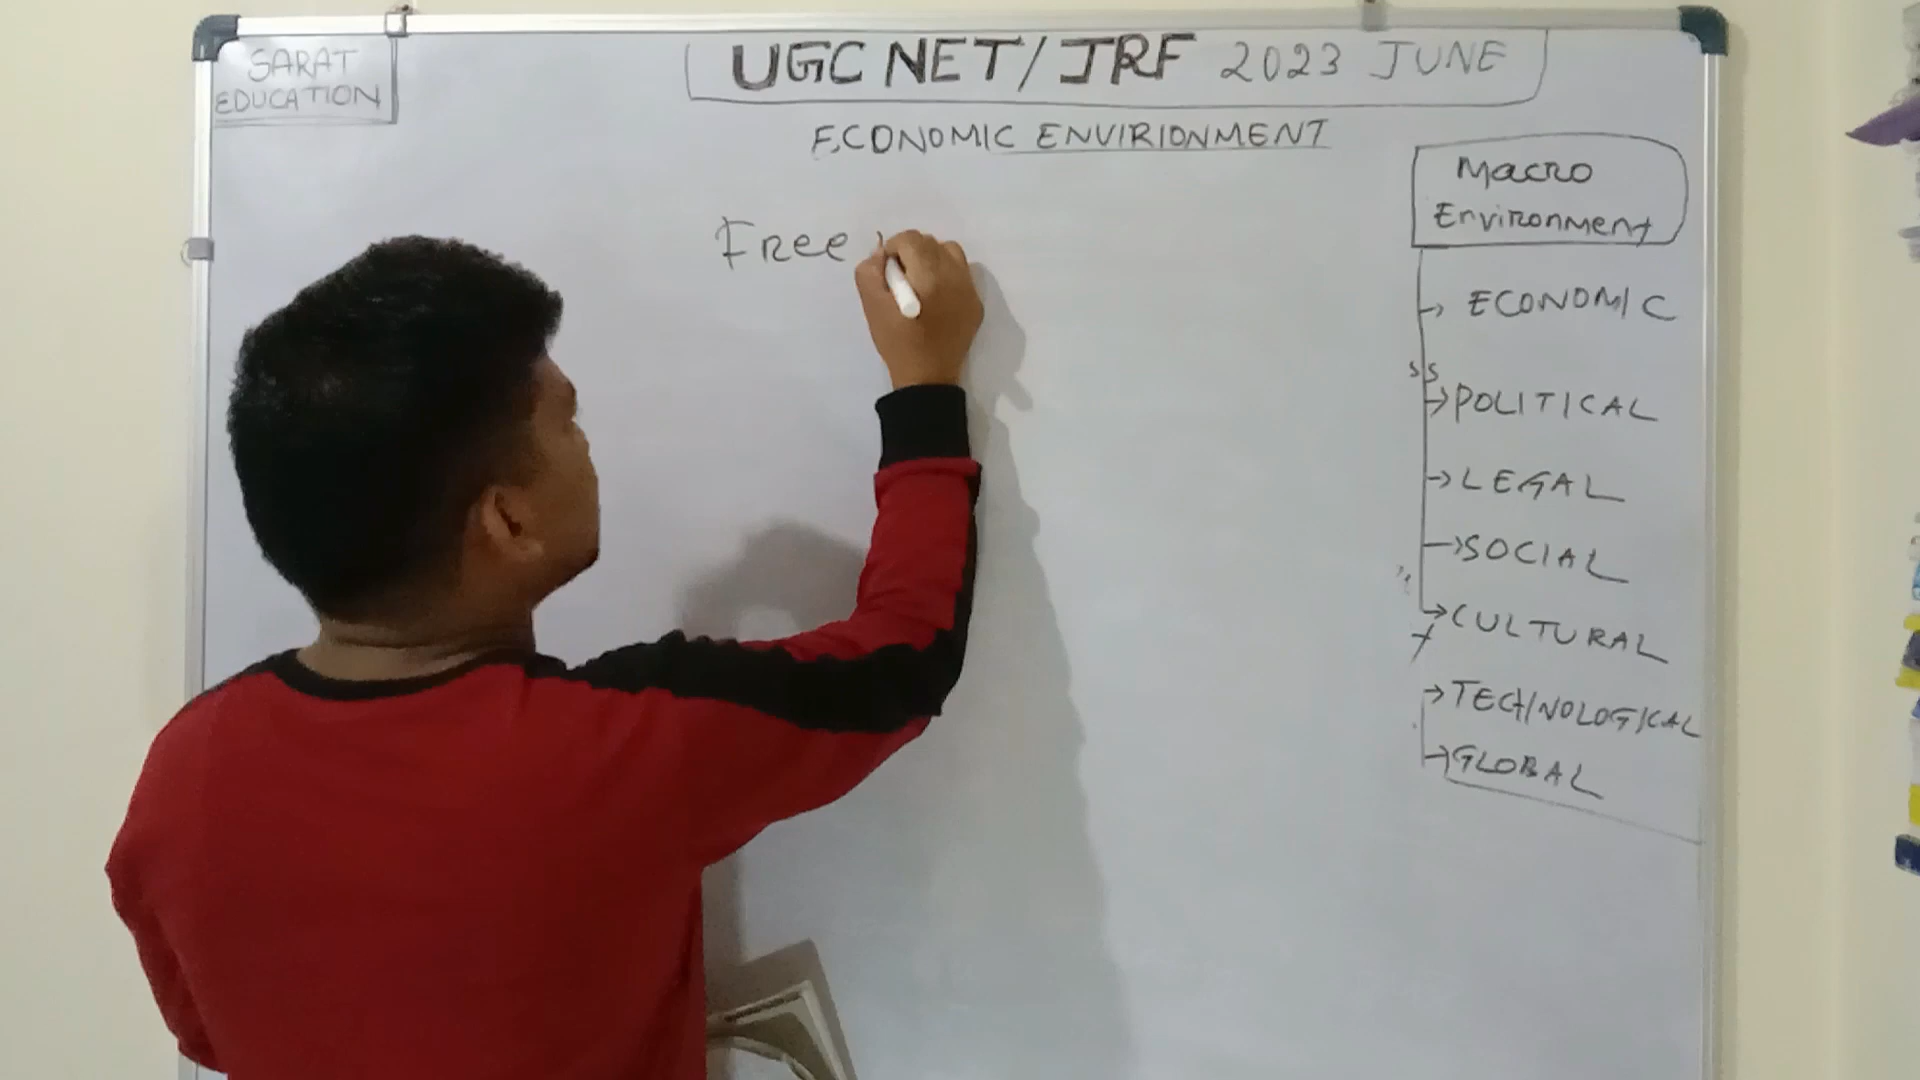 SARAT
EDUCATION
UGC NET/JRF 2023 JUNE
ECONOMIC ENVIRIONMENT
Free
Macro
Environment
→ ECONOMIC
→ POLITICAL
→ LEGAL
→ SOCIAL
→ CULTURAL
→ TECHNOLOGICAL
→ GLOBAL